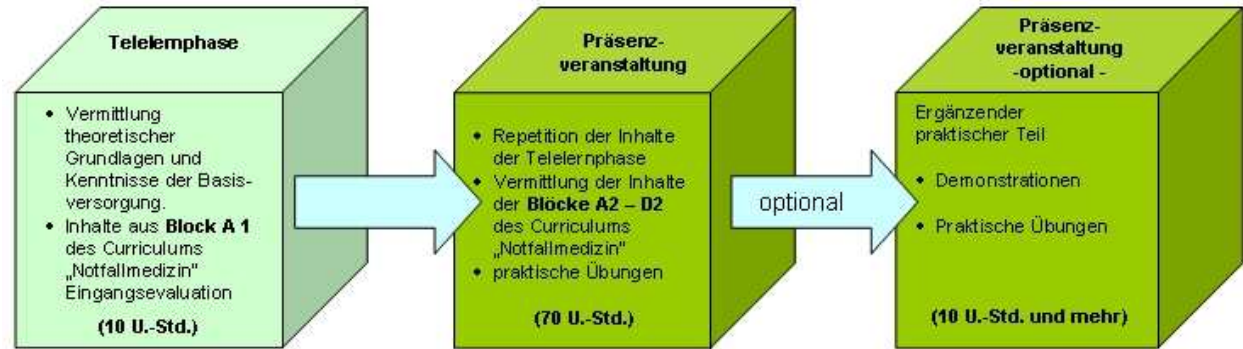 Telelernphase
• Vermittlung
theoretischer
Grundlagen und
Kenntnisse der Basis-
versorgung.
• Inhalte aus Block A 1
des Curriculums
„Notfallmedizin"
Eingangsevaluation
(10 U.-Std.)
Präsenz-
veranstaltung
• Repetition der Inhalte
der Telelernphase
• Vermittlung der Inhalte
der Blöcke A2 – D2
des Curriculums
„Notfallmedizin"
• praktische Übungen
(70 U.-Std.)
optional
Präsenz-
veranstaltung
-optional -
Ergänzender
praktischer Teil
• Demonstrationen
• Praktische Übungen
(10 U.-Std. und mehr)